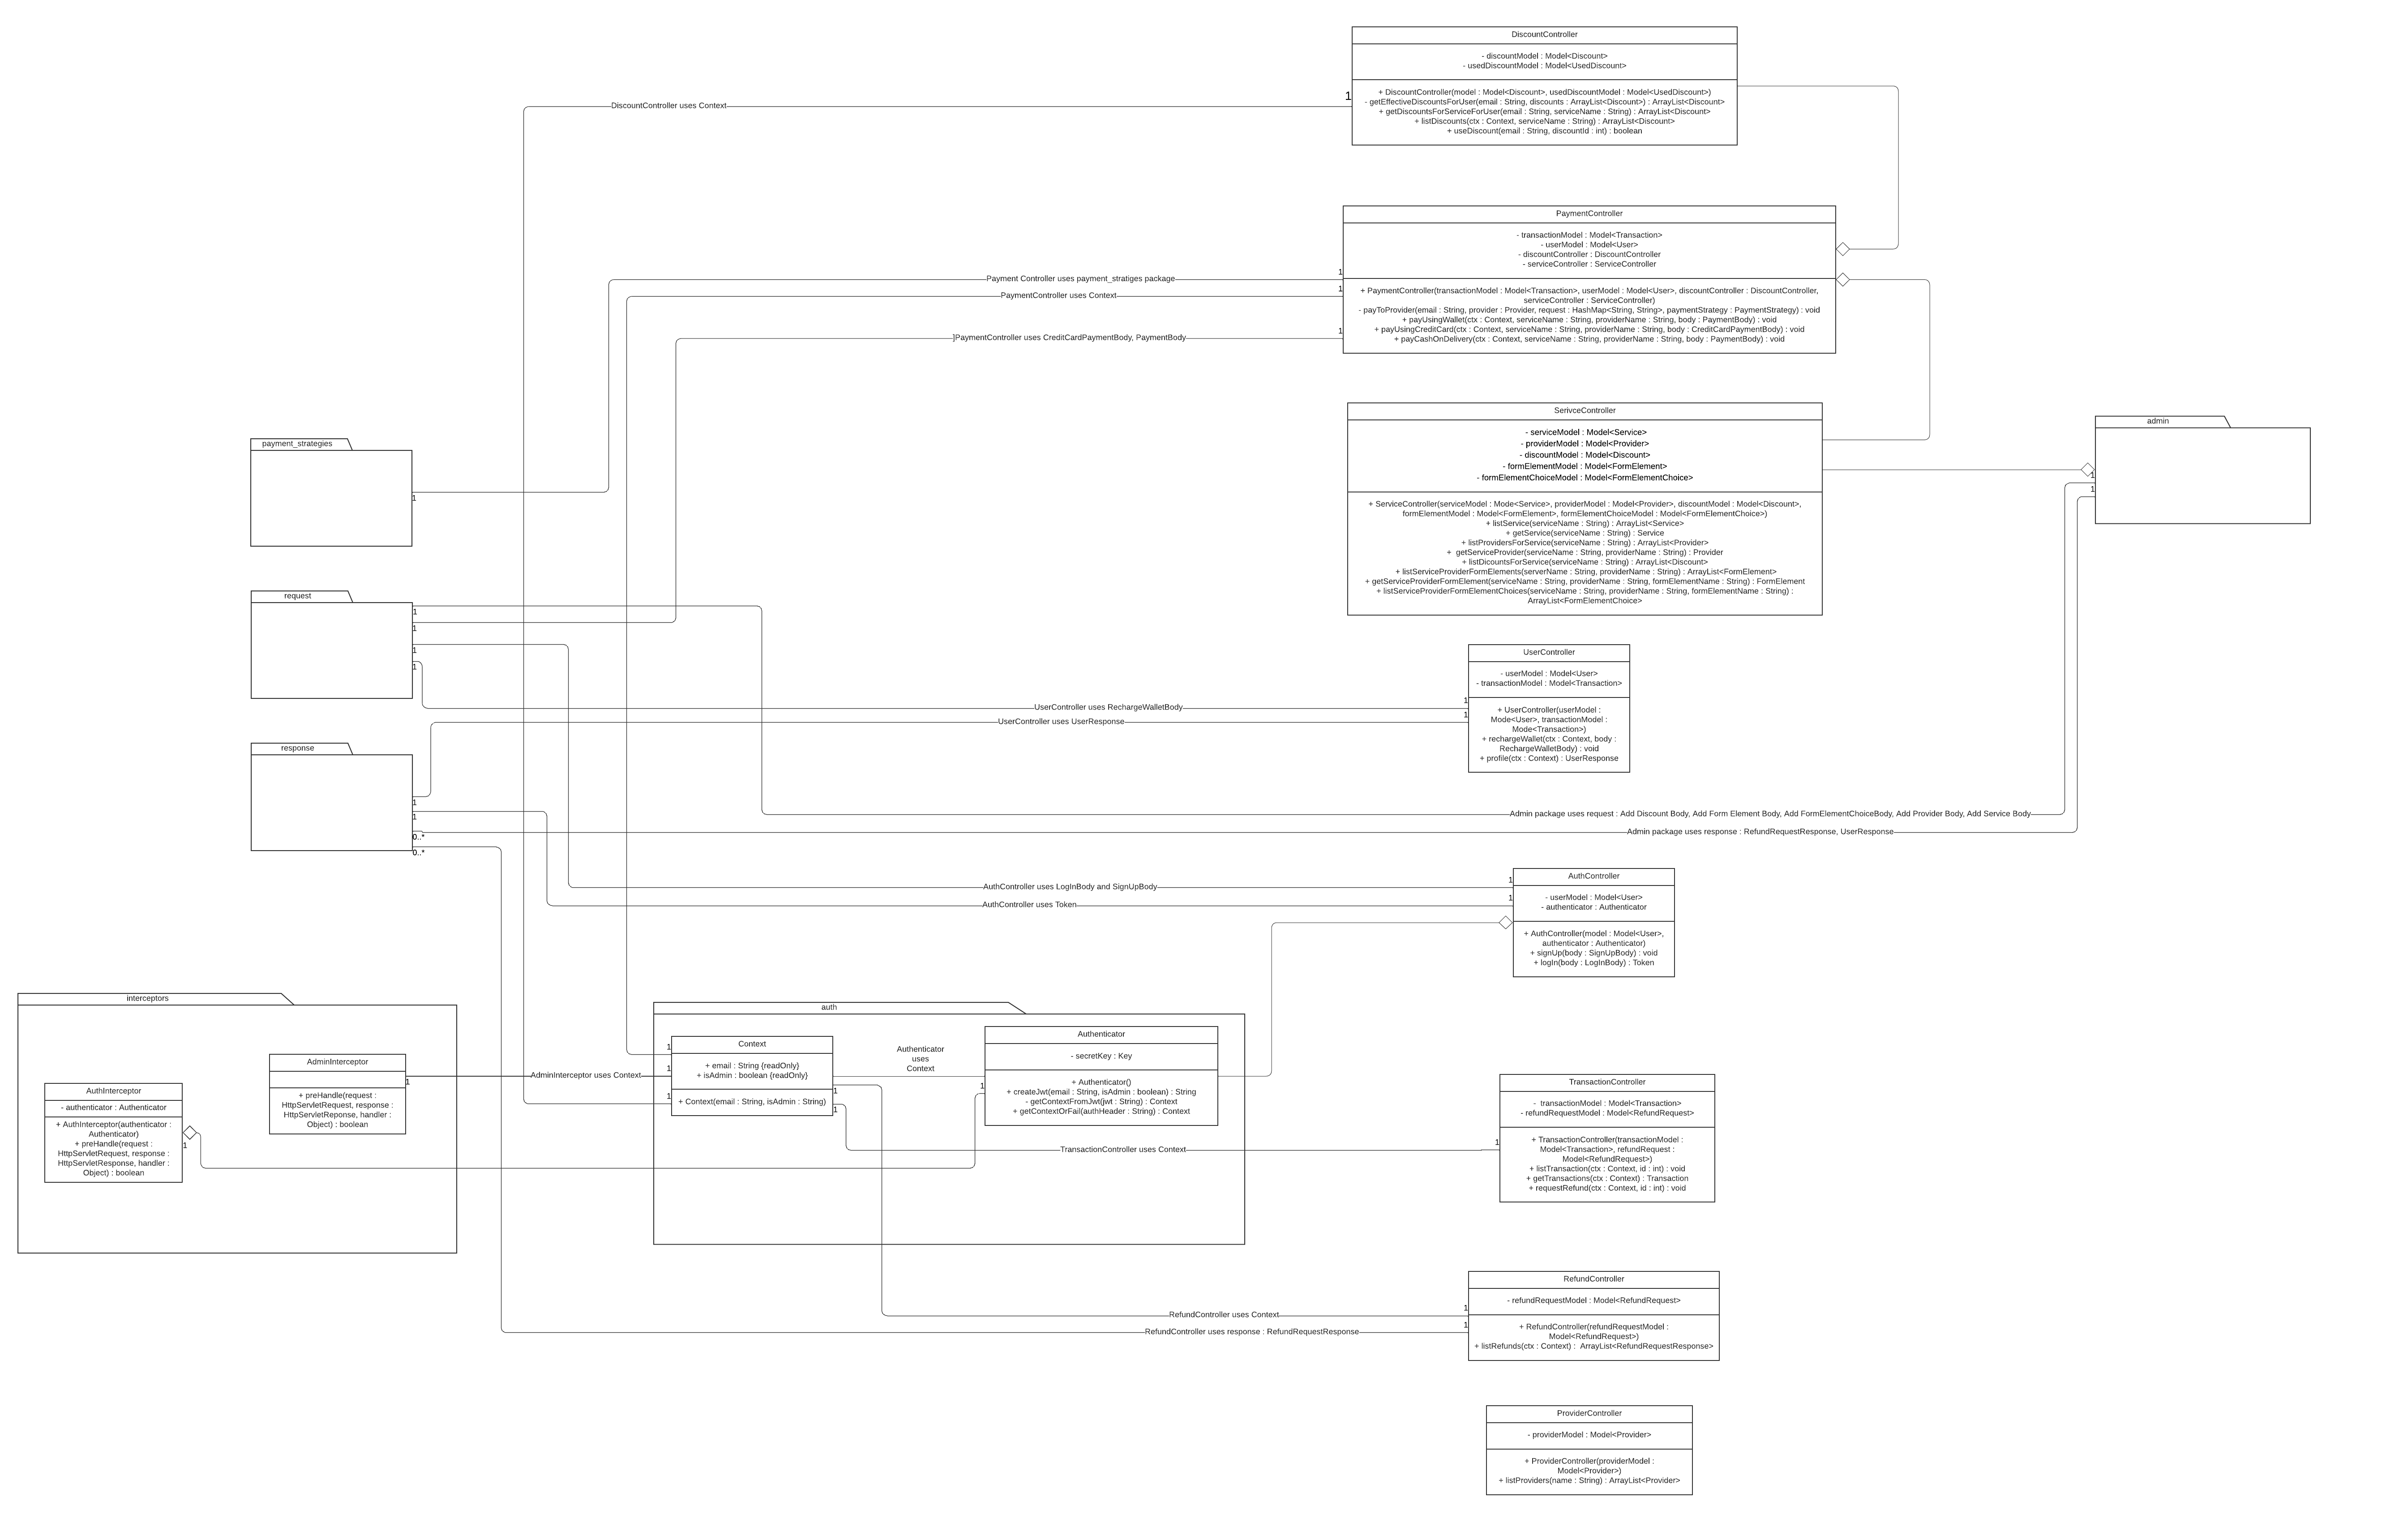 DiscountController
- discountModel : Model<Discount>
- usedDiscountModel : Model<UsedDiscount>
+ DiscountController(model : Model<Discount>, usedDiscountModel : Model<UsedDiscount>)
- getEffectiveDiscountsForUser(email : String, discounts : ArrayList<Discount>) : ArrayList<Discount>
+ getDiscountsForServiceForUser(email : String, serviceName : String) : ArrayList<Discount>
+ listDiscounts(ctx : Context, serviceName : String) : ArrayList<Discount>
+ useDiscount(email : String, discountId : int) : boolean
1
DiscountController uses Context
PaymentController
- transactionModel : Model<Transaction>
- userModel : Model<User>
- discountController : DiscountController
- serviceController : ServiceController
+ PaymentController(transactionModel : Model<Transaction>, userModel : Model<User>, discountController : DiscountController,
serviceController : ServiceController)
- payToProvider(email : String, provider : Provider, request : HashMap<String, String>, paymentStrategy : PaymentStrategy) : void
+ payUsingWallet(ctx : Context, serviceName : String, providerName : String, body : PaymentBody) : void
+ payUsingCreditCard(ctx : Context, serviceName : String, providerName : String, body : CreditCardPaymentBody) : void
+ payCashOnDelivery(ctx : Context, serviceName : String, providerName : String, body : PaymentBody) : void
Payment Controller uses payment_stratiges package
1
PaymentController uses Context
1
]PaymentController uses CreditCardPaymentBody, PaymentBody
1
SerivceController
- serviceModel : Model<Service>
- providerModel : Model<Provider>
- discountModel : Model<Discount>
- formElementModel : Model<FormElement>
- formElementChoiceModel : Model<FormElementChoice>
+ ServiceController(serviceModel : Mode<Service>, providerModel : Model<Provider>, discountModel : Model<Discount>,
formElementModel : Model<FormElement>, formElementChoiceModel : Model<FormElementChoice>)
+ listService(serviceName : String) : ArrayList<Service>
+ getService(serviceName : String) : Service
+ listProvidersForService(serviceName : String) : ArrayList<Provider>
+  getServiceProvider(serviceName : String, providerName : String) : Provider
+ listDicountsForService(serviceName : String) : ArrayList<Discount>
+ listServiceProviderFormElements(serverName : String, providerName : String) : ArrayList<FormElement>
+ getServiceProviderFormElement(serviceName : String, providerName : String, formElementName : String) : FormElement
+ listServiceProviderFormElementChoices(serviceName : String, providerName : String, formElementName : String) :
ArrayList<FormElementChoice>
admin
1
1
payment_strategies
1
request
1
1
1
1
UserController
- userModel : Model<User>
- transactionModel : Model<Transaction>
+ UserController(userModel :
Mode<User>, transactionModel :
Mode<Transaction>)
+ rechargeWallet(ctx : Context, body :
RechargeWalletBody) : void
+ profile(ctx : Context) : UserResponse
UserController uses RechargeWalletBody
1
UserController uses UserResponse
1
response
1
1
0..*
0..*
Admin package uses request : Add Discount Body, Add Form Element Body, Add FormElementChoiceBody, Add Provider Body, Add Service Body
Admin package uses response : RefundRequestResponse, UserResponse
AuthController
- userModel : Model<User>
- authenticator : Authenticator
+ AuthController(model : Model<User>,
authenticator : Authenticator)
+ signUp(body : SignUpBody) : void
+ logIn(body : LogInBody) : Token
AuthController uses LogInBody and SignUpBody
1
AuthController uses Token
1
interceptors
AuthInterceptor
- authenticator : Authenticator
+ AuthInterceptor(authenticator :
Authenticator)
+ preHandle(request :
HttpServletRequest, response :
HttpServletResponse, handler :
Object) : boolean
1
AdminInterceptor
+ preHandle(request :
HttpServletRequest, response :
HttpServletReponse, handler :
Object) : boolean
1
AdminInterceptor uses Context
auth
Context
+ email : String {readOnly}
+ isAdmin : boolean {readOnly}
+ Context(email : String, isAdmin : String)
1
1
1
1
1
Authenticator
uses
Context
Authenticator
- secretKey : Key
+ Authenticator()
+ createJwt(email : String, isAdmin : boolean) : String
- getContextFromJwt(jwt : String) : Context
+ getContextOrFail(authHeader : String) : Context
1
TransactionController uses Context
1
TransactionController
-  transactionModel : Model<Transaction>
- refundRequestModel : Model<RefundRequest>
+ TransactionController(transactionModel :
Model<Transaction>, refundRequest :
Model<RefundRequest>)
+ listTransaction(ctx : Context, id : int) : void
+ getTransactions(ctx : Context) : Transaction
+ requestRefund(ctx : Context, id : int) : void
RefundController
- refundRequestModel : Model<RefundRequest>
+ RefundController(refundRequestModel :
Model<RefundRequest>)
+ listRefunds(ctx : Context) :  ArrayList<RefundRequestResponse>
RefundController uses Context
1
RefundController uses response : RefundRequestResponse
1
ProviderController
- providerModel : Model<Provider>
+ ProviderController(providerModel :
Model<Provider>)
+ listProviders(name : String) : ArrayList<Provider>